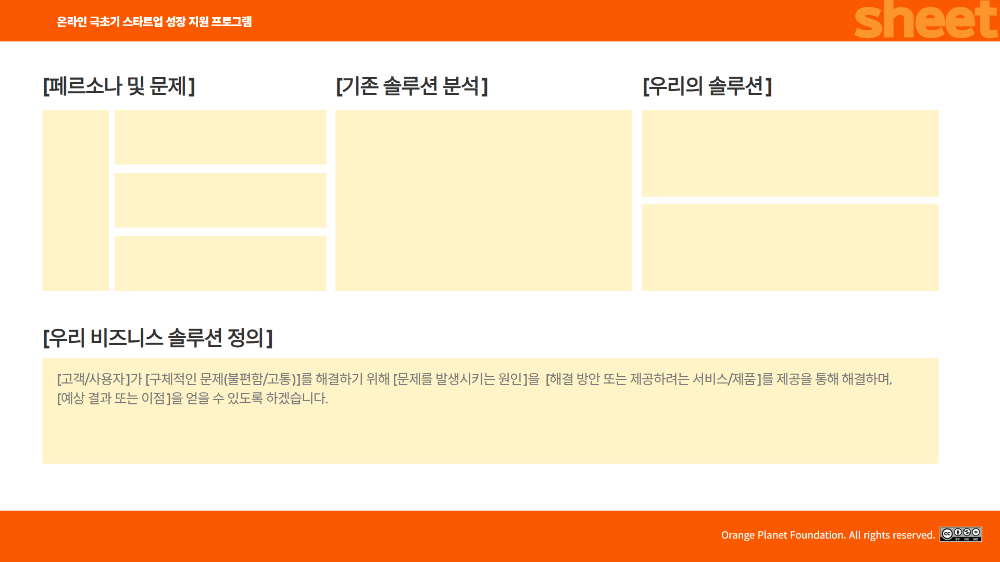 온라인 극초기 스타트업 성장 지원 프로그램
sheet
[페르소나 및 문제]
[기존 솔루션 분석]
[우리의 솔루션]
[우리 비즈니스 솔루션 정의]
[고객/사용자]가 [구체적인 문제(불편함/고통)]를 해결하기 위해 [문제를 발생시키는 원인]을  [해결 방안 또는 제공하려는 서비스/제품]를 제공을 통해 해결하며,
[예상 결과 또는 이점]을 얻을 수 있도록 하겠습니다.
Orange Planet Foundation. All rights reserved.
cc BY NC ND